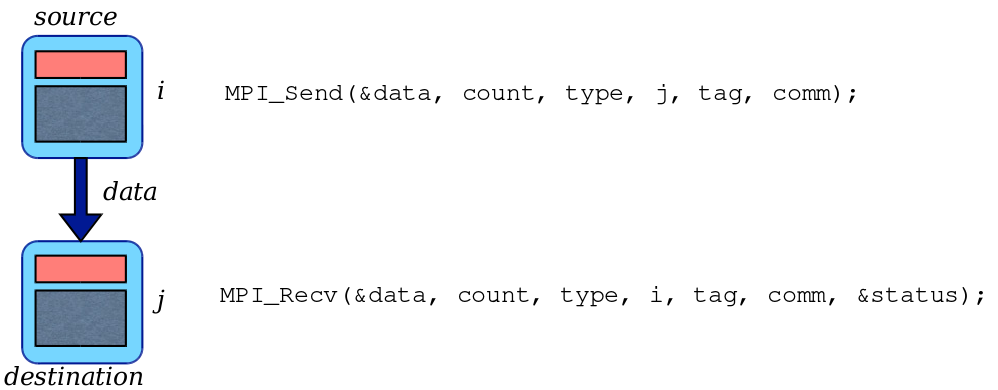 source
i
MPI_Send(&data, count, type, j, tag, comm);
data
j
MPI_Recv(&data, count, type, i, tag, comm, &status);
destination